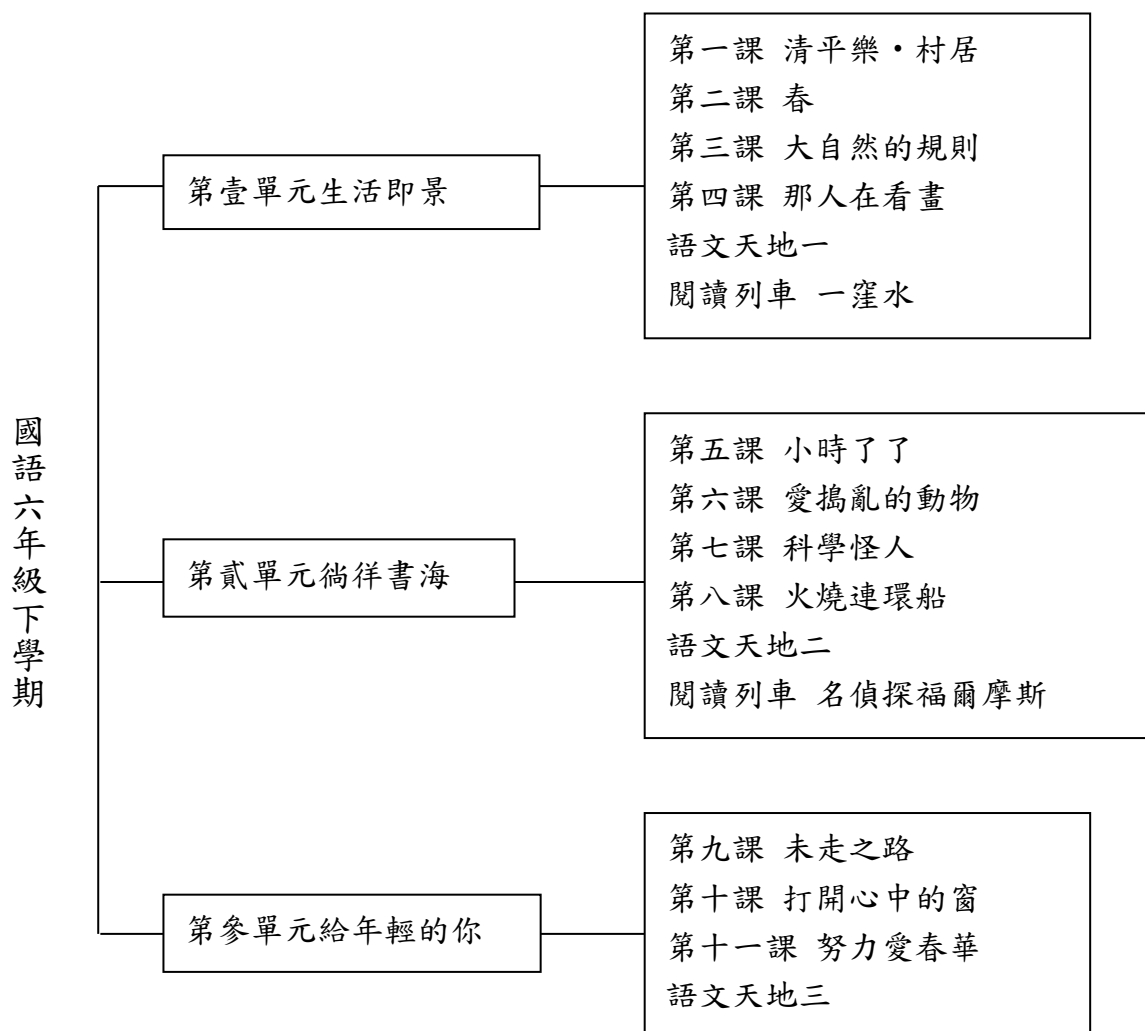 國語六年級下學期
第壹單元生活即景
第一課 清平樂‧村居
第二課 春
第三課 大自然的規則
第四課 那人在看畫
語文天地一
閱讀列車 一窪水
第貳單元徜徉書海
第五課 小時了了
第六課 愛搗亂的動物
第七課 科學怪人
第八課 火燒連環船
語文天地二
閱讀列車 名偵探福爾摩斯
第參單元給年輕的你
第九課 未走之路
第十課 打開心中的窗
第十一課 努力愛春華
語文天地三